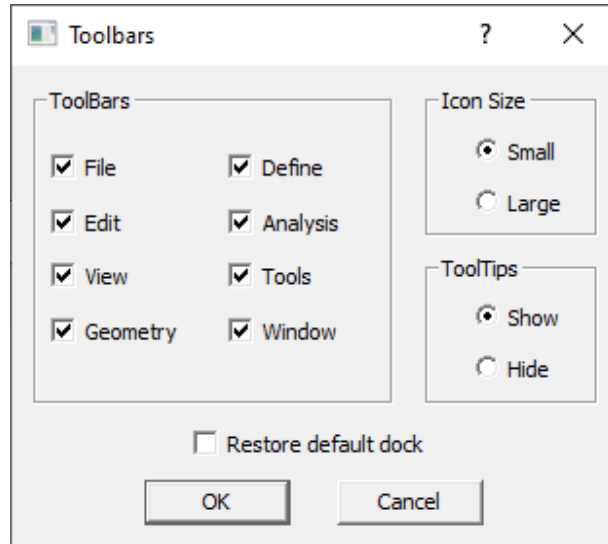 Toolbars
ToolBars
File
Define
Edit
Analysis
View
Tools
Geometry
Window
Icon Size
Small
Large
ToolTips
Show
Hide
Restore default dock
OK
Cancel